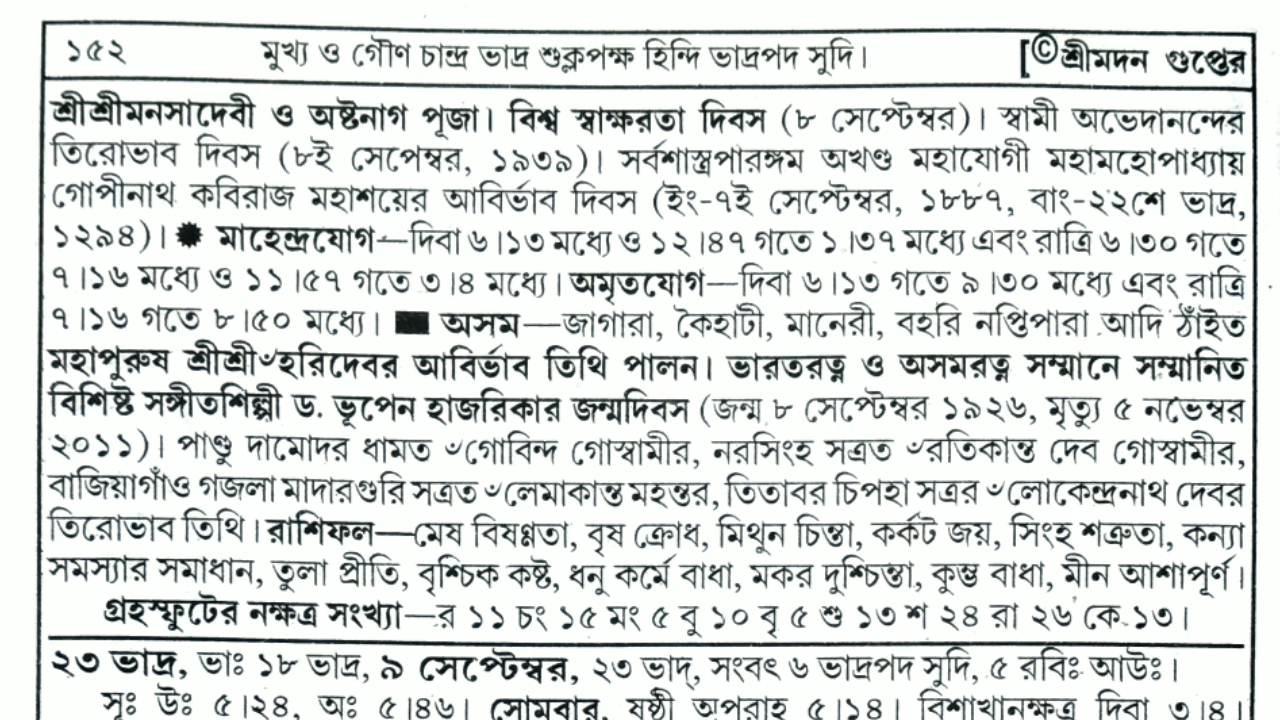 ১৫২ মুখ্য ও গৌণ চান্দ্র ভাদ্র শুক্লপক্ষ হিন্দি ভাদ্রপদ সুদি। [©শ্রীমদন গুপ্তের
শ্রীশ্রীমনসাদেবী ও অষ্টনাগ পূজা। বিশ্ব স্বাক্ষরতা দিবস (৮ সেপ্টেম্বর)। স্বামী অভেদানন্দের
তিরোভাব দিবস (৮ই সেপেম্বর, ১৯৩৯)। সর্বশাস্ত্রপারঙ্গম অখণ্ড মহাযোগী মহামহোপাধ্যায়
গোপীনাথ কবিরাজ মহাশয়ের আবির্ভাব দিবস (ইং-৭ই সেপ্টেম্বর, ১৮৮৭, বাং-২২শে ভাদ্র,
১২৯৪)। ✹ মাহেন্দ্রযোগ—দিবা ৬।১৩ মধ্যে ও ১২।৪৭ গতে ১।৩৭ মধ্যে এবং রাত্রি ৬।৩০ গতে
৭।১৬ মধ্যে ও ১১।৫৭ গতে ৩।৪ মধ্যে। অমৃতযোগ—দিবা ৬।১৩ গতে ৯।৩০ মধ্যে এবং রাত্রি
৭।১৬ গতে ৮।৫০ মধ্যে। ■ অসম—জাগারা, কৈহাটী, মানেরী, বহরি নপ্তিপারা আদি ঠাঁইত
মহাপুরুষ শ্রীশ্রীঁহরিদেবর আবির্ভাব তিথি পালন। ভারতরত্ন ও অসমরত্ন সম্মানে সম্মানিত
বিশিষ্ট সঙ্গীতশিল্পী ড. ভূপেন হাজরিকার জন্মদিবস (জন্ম ৮ সেপ্টেম্বর ১৯২৬, মৃত্যু ৫ নভেম্বর
২০১১)। পাণ্ডু দামোদর ধামত ঁগোবিন্দ গোস্বামীর, নরসিংহ সত্রত ঁরতিকান্ত দেব গোস্বামীর,
বাজিয়াগাঁও গজলা মাদারগুরি সত্রত ঁলেমাকান্ত মহন্তর, তিতাবর চিপহা সত্রর ঁলোকেন্দ্রনাথ দেবর
তিরোভাব তিথি। রাশিফল—মেষ বিষণ্ণতা, বৃষ ক্রোধ, মিথুন চিন্তা, কর্কট জয়, সিংহ শত্রুতা, কন্যা
সমস্যার সমাধান, তুলা প্রীতি, বৃশ্চিক কষ্ট, ধনু কর্মে বাধা, মকর দুশ্চিন্তা, কুম্ভ বাধা, মীন আশাপূর্ণ।
গ্রহস্ফুটের নক্ষত্র সংখ্যা—র ১১ চং ১৫ মং ৫ বু ১০ বৃ ৫ শু ১৩ শ ২৪ রা ২৬ কে ১৩।
২৩ ভাদ্র, ভাঃ ১৮ ভাদ্র, ৯ সেপ্টেম্বর, ২৩ ভাদ্, সংবৎ ৬ ভাদ্রপদ সুদি, ৫ রবিঃ আউঃ।
সূঃ উঃ ৫।২৪, অঃ ৫।৪৬। সোমবার, ষষ্ঠী অপরাহ্ন ৫।১৪। বিশাখানক্ষত্র দিবা ৩।৪।